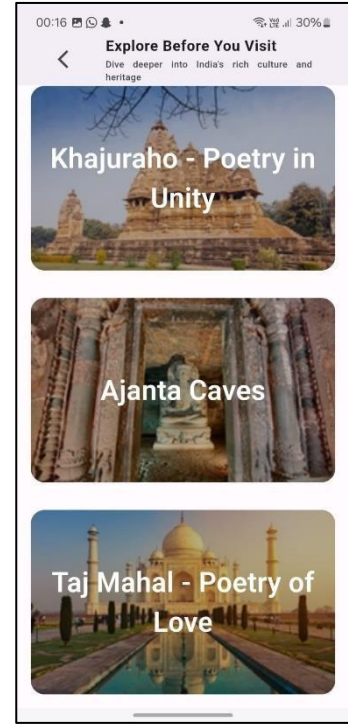 00:16 30%
Explore Before You Visit
Dive deeper into India's rich culture and
heritage
Khajuraho - Poetry in
Unity
Ajanta Caves
Taj Mahal - Poetry of
Love